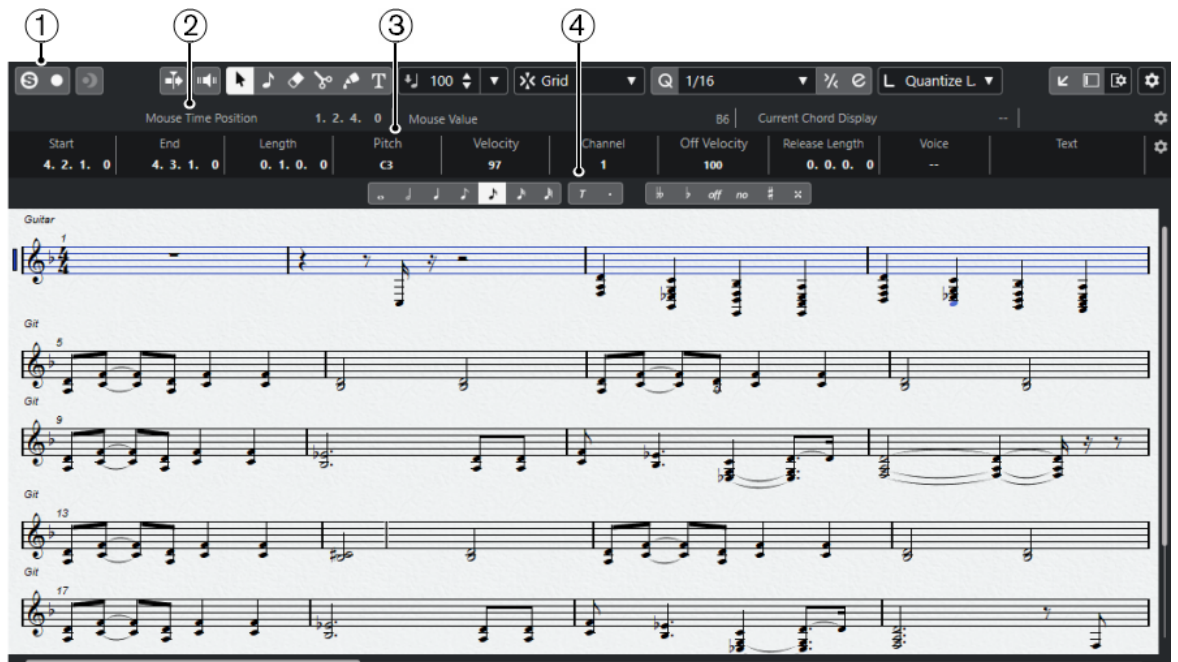 1 2 3 4
S 100 Grid Q 1/16 L Quantize L.
Mouse Time Position 1. 2. 4. 0 Mouse Value B6 Current Chord Display --
Start End Length Pitch Velocity Channel Off Velocity Release Length Voice Text
4. 2. 1. 0 4. 3. 1. 0 0. 1. 0. 0 C3 97 1 100 0. 0. 0. 0 --
T . off no
Guitar
1
Git
5
Git
9
Git
13
Git
17